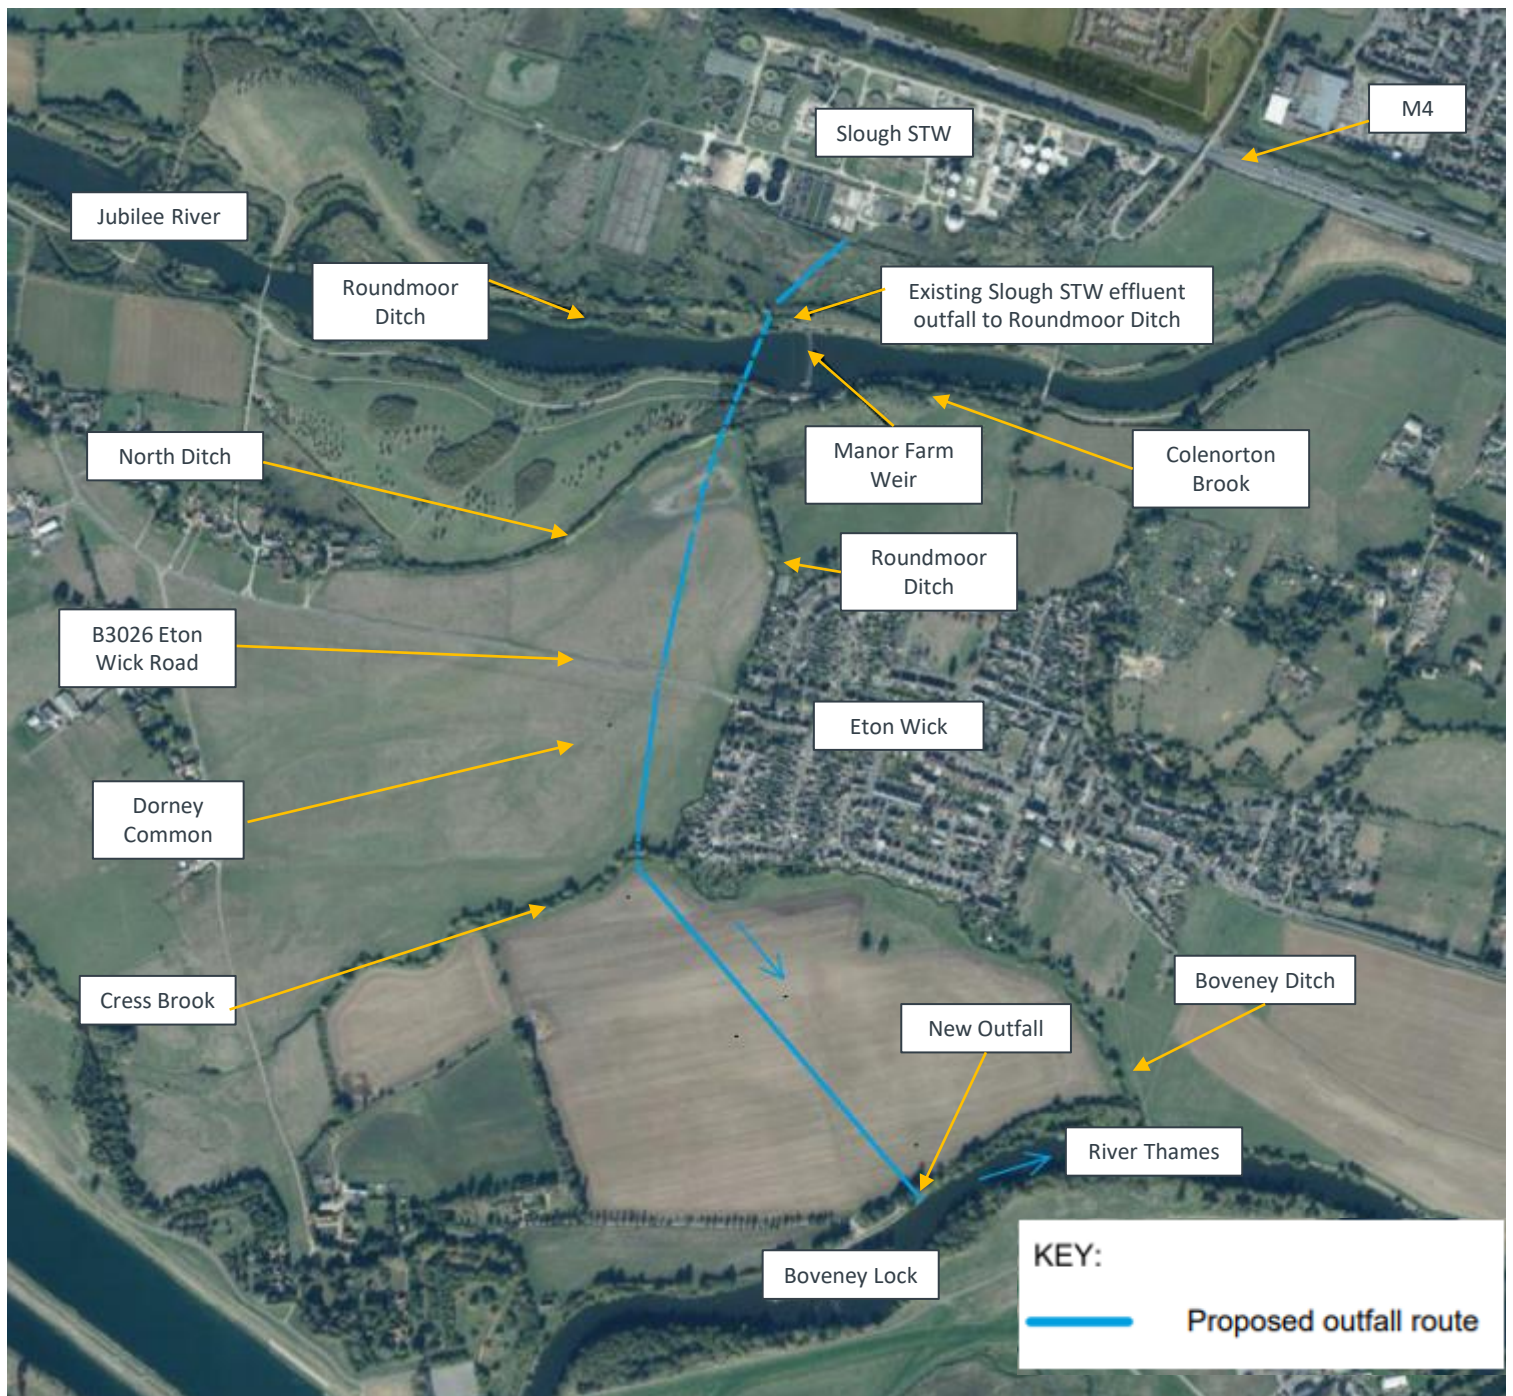 M4
Slough STW
Jubilee River
Roundmoor
Ditch
Existing Slough STW effluent
outfall to Roundmoor Ditch
North Ditch
Manor Farm
Weir
Colenorton
Brook
Roundmoor
Ditch
B3026 Eton
Wick Road
Eton Wick
Dorney
Common
Cress Brook
Boveney Ditch
New Outfall
River Thames
Boveney Lock
KEY:
Proposed outfall route